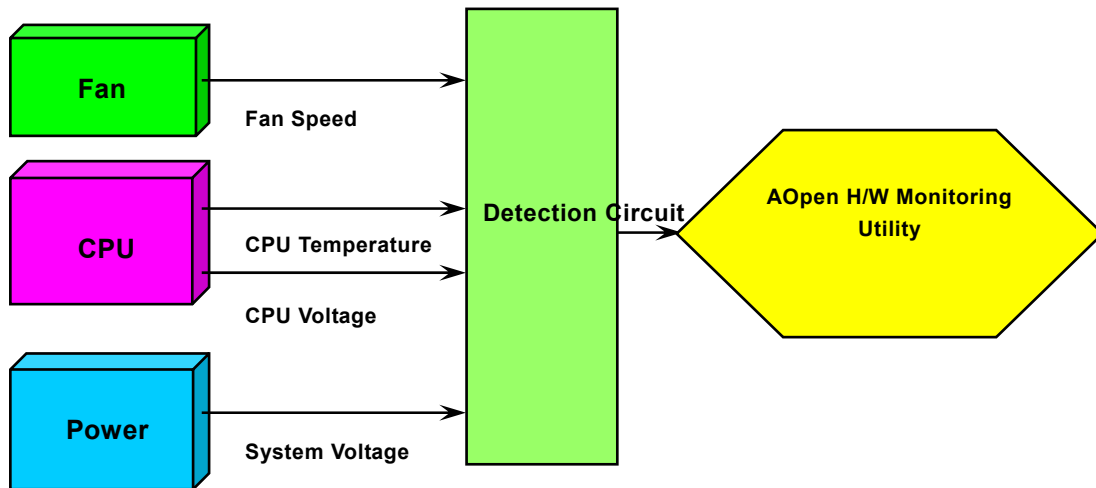 Fan
Fan Speed
CPU
CPU Temperature
CPU Voltage
Power
System Voltage
Detection Circuit
AOpen H/W Monitoring
Utility